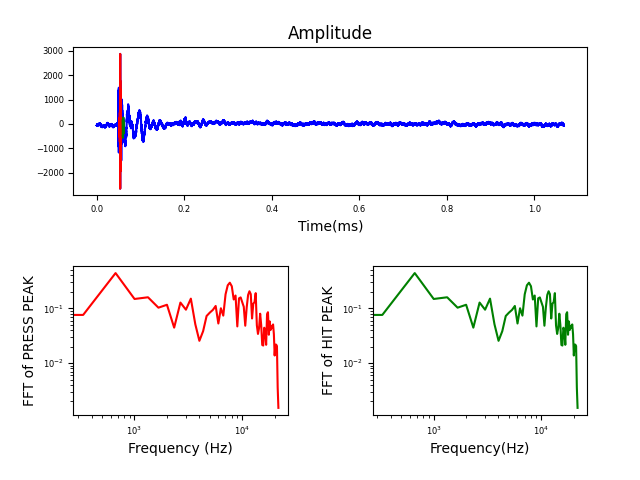 Amplitude
3000
2000
1000
0
−1000
−2000
0.0 0.2 0.4 0.6 0.8 1.0
Time(ms)
FFT of PRESS PEAK
10⁻¹
10⁻²
10³ 10⁴
Frequency (Hz)
FFT of HIT PEAK
10⁻¹
10⁻²
10³ 10⁴
Frequency(Hz)